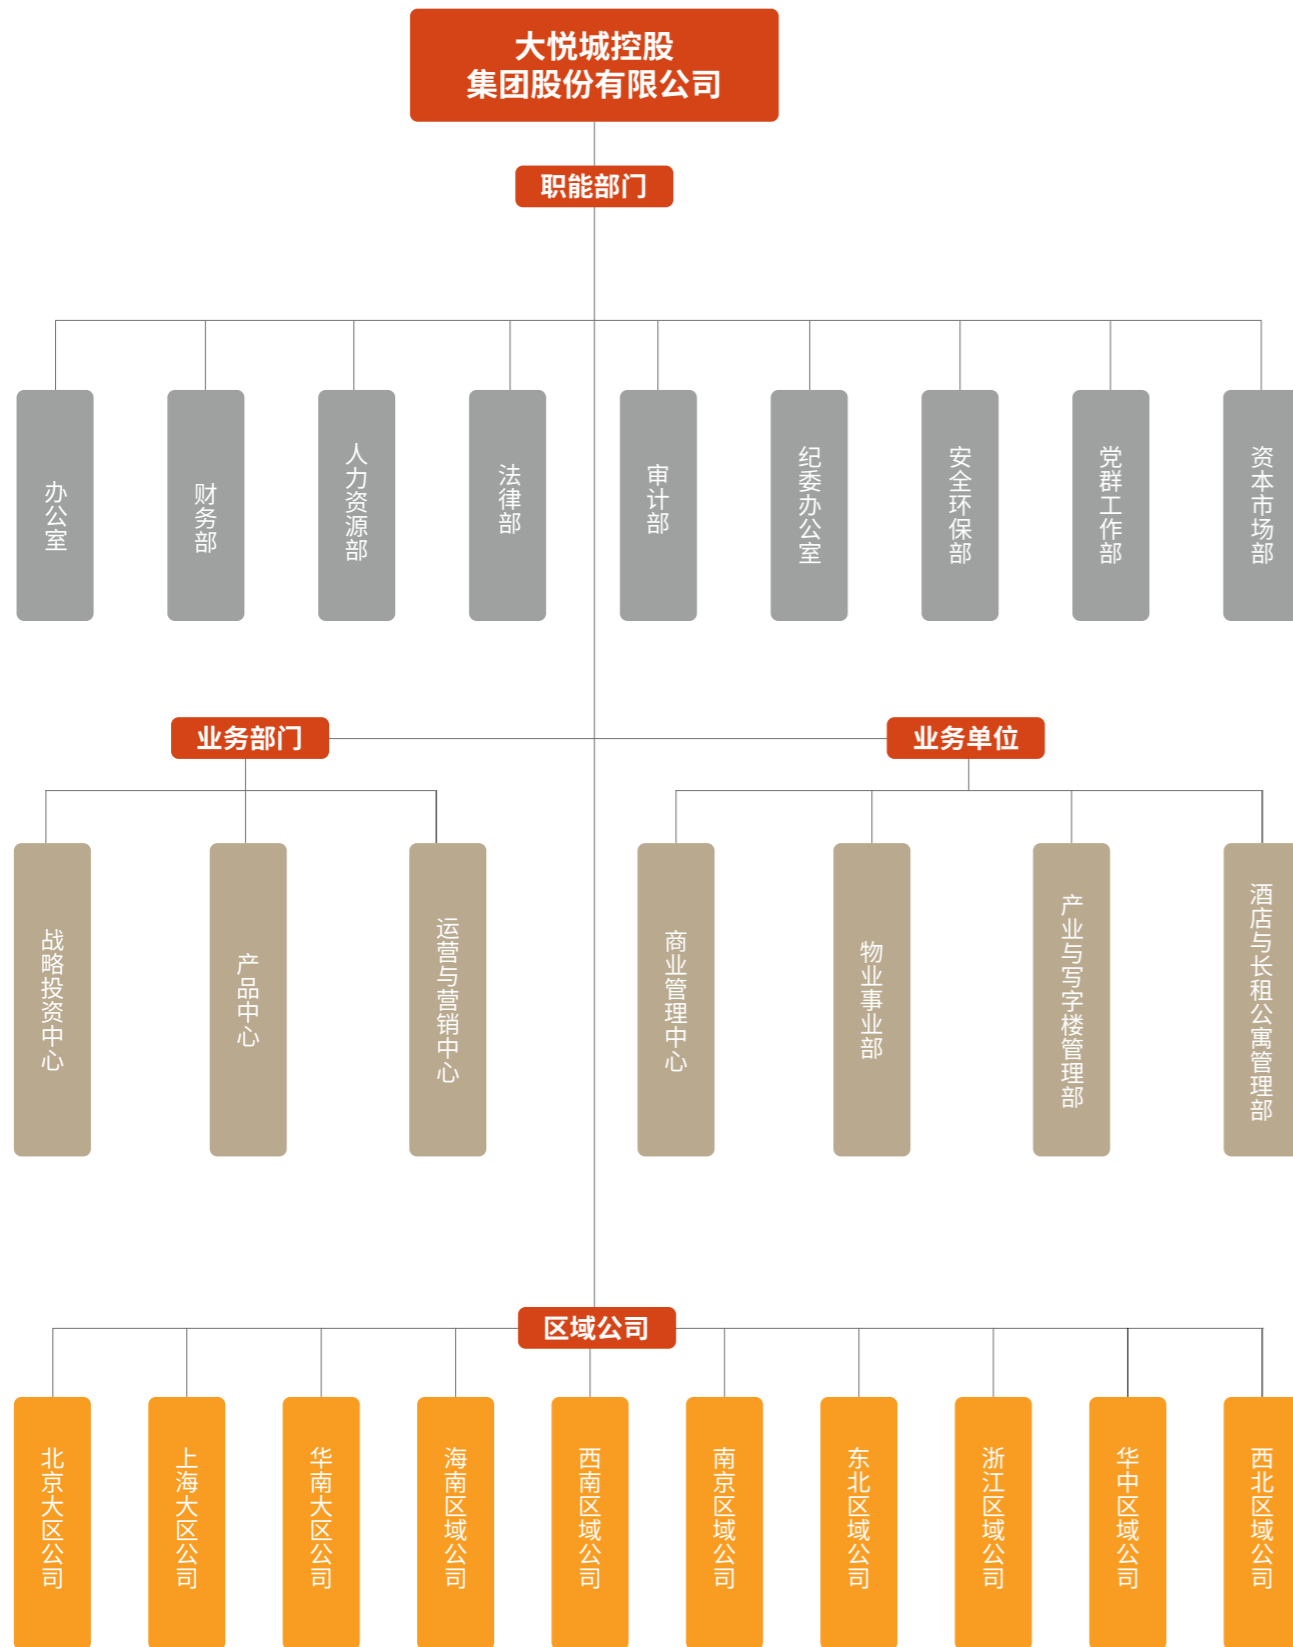 大悦城控股
集团股份有限公司
职能部门
办公室
财务部
人力资源部
法律部
审计部
纪委办公室
安全环保部
党群工作部
资本市场部
业务部门
业务单位
战略投资中心
产品中心
运营与营销中心
商业管理中心
物业事业部
产业与写字楼管理部
酒店与长租公寓管理部
区域公司
北京大区公司
上海大区公司
华南大区公司
海南区域公司
西南区域公司
南京区域公司
东北区域公司
浙江区域公司
华中区域公司
西北区域公司